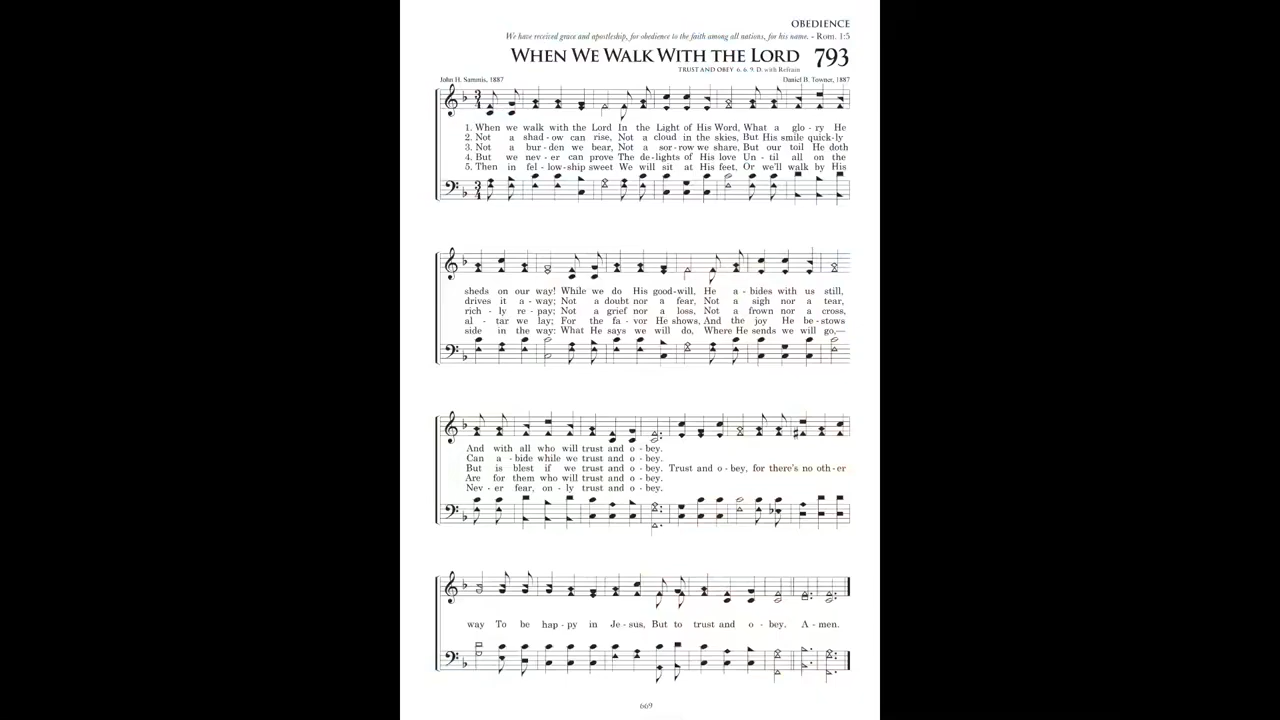 OBEDIENCE
We have received grace and apostleship, for obedience to the faith among all nations, for his name. - Rom. 1:5
WHEN WE WALK WITH THE LORD 793
TRUST AND OBEY 6. 6. 9. D. with Refrain
John H. Sammis, 1887 Daniel B. Towner, 1887
1. When we walk with the Lord In the Light of His Word, What a glo - ry He
2. Not a shad - ow can rise, Not a cloud in the skies, But His smile quick-ly
3. Not a bur - den we bear, Not a sor - row we share, But our toil He doth
4. But we nev - er can prove The de - lights of His love Un - til all on the
5. Then in fel - low-ship sweet We will sit at His feet, Or we'll walk by His
sheds on our way! While we do His good-will, He a - bides with us still,
drives it a - way; Not a doubt nor a fear, Not a sigh nor a tear,
rich - ly re - pay; Not a grief nor a loss, Not a frown nor a cross,
al - tar we lay; For the fa - vor He shows, And the joy He be - stows
side in the way: What He says we will do, Where He sends we will go,—
And with all who will trust and o - bey.
Can a - bide while we trust and o - bey.
But is blest if we trust and o - bey. Trust and o - bey, for there's no oth - er
Are for them who will trust and o - bey.
Nev - er fear, on - ly trust and o - bey.
way To be hap - py in Je - sus, But to trust and o - bey. A - men.
669